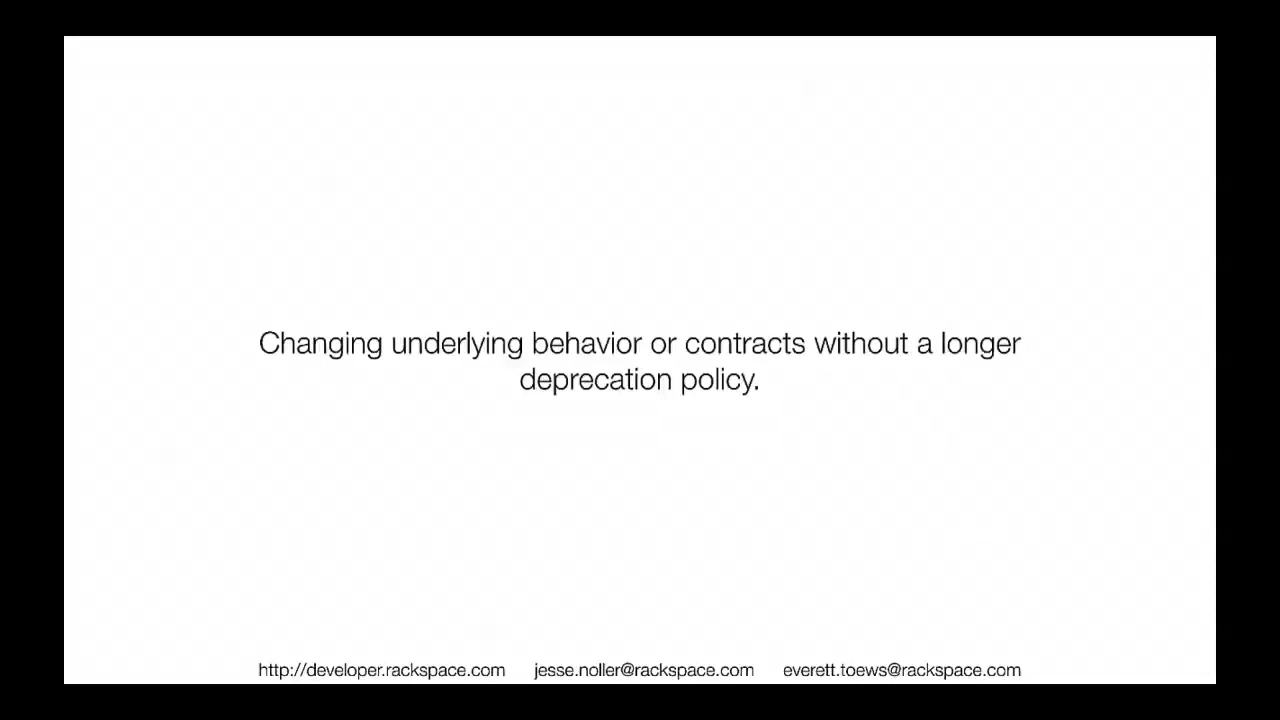 Changing underlying behavior or contracts without a longer
deprecation policy.
http://developer.rackspace.com jesse.noller@rackspace.com everett.toews@rackspace.com